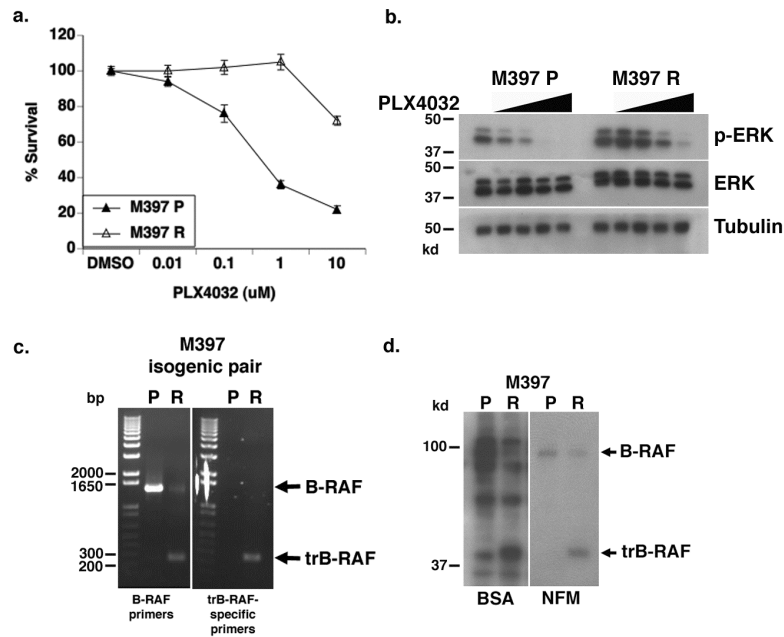 a.
120
100
80
60
40
20
0
% Survival
M397 P
M397 R
DMSO 0.01 0.1 1 10
PLX4032 (uM)
b.
M397 P M397 R
PLX4032
50
37
p-ERK
50
37
ERK
50
Tubulin
kd
c.
M397
isogenic pair
bp P R P R
2000
1650
300
200
B-RAF
trB-RAF
B-RAF
primers
trB-RAF-
specific
primers
d.
M397
kd P R P R
100
37
B-RAF
trB-RAF
BSA NFM